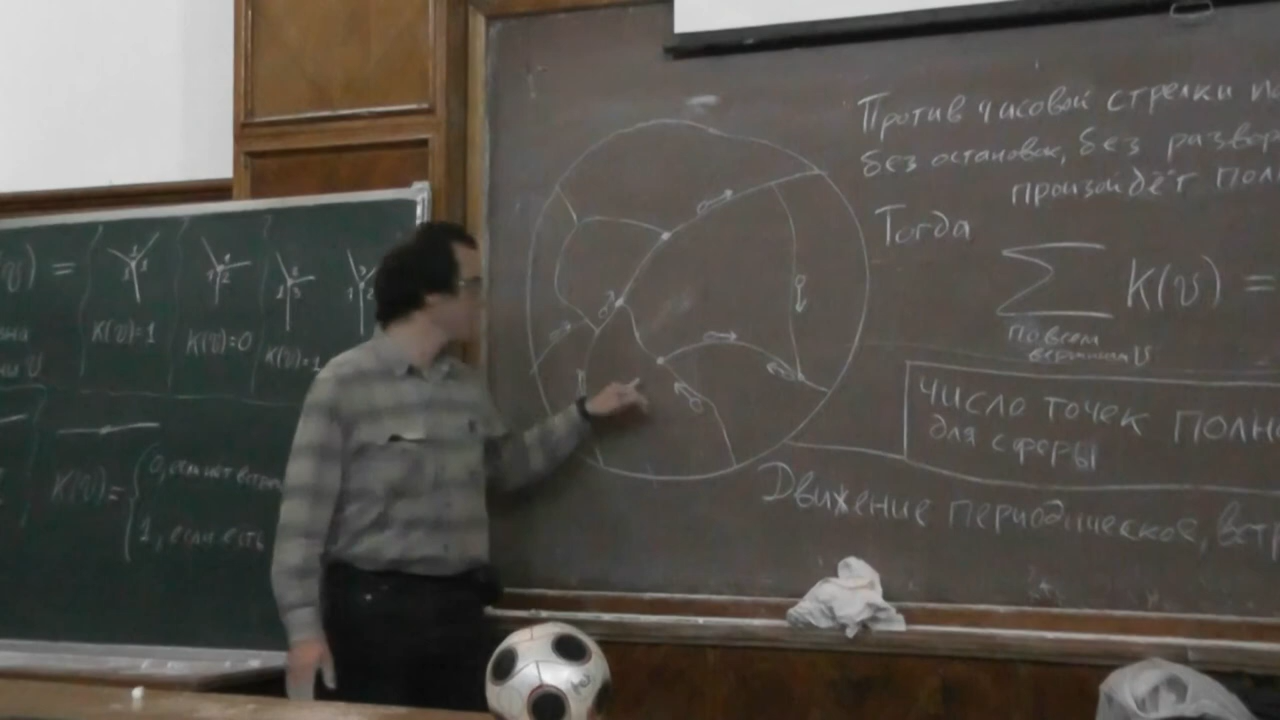 K(v)=1
K(v)=0
K(v)=1
K(v)=
0, если нет встреч
1, если есть
Против часовой стрелки
без остановок, без развор
произойдёт пол
Тогда
∑ K(v) =
по всем
вершинам v
число точек полн
для сферы
Движение периодическое, встр